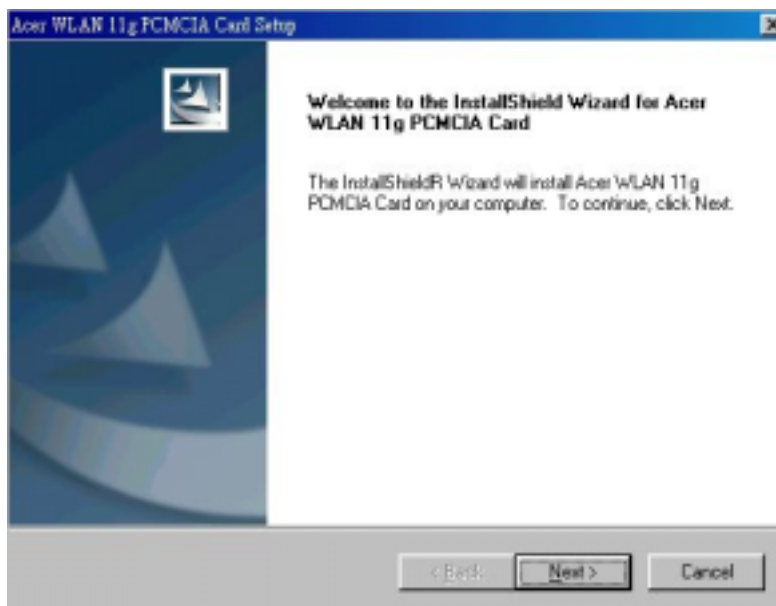 Acer WLAN 11g PCMCIA Card Setup
Welcome to the InstallShield Wizard for Acer
WLAN 11g PCMCIA Card
The InstallShieldR Wizard will install Acer WLAN 11g
PCMCIA Card on your computer. To continue, click Next.
< Back
Next >
Cancel